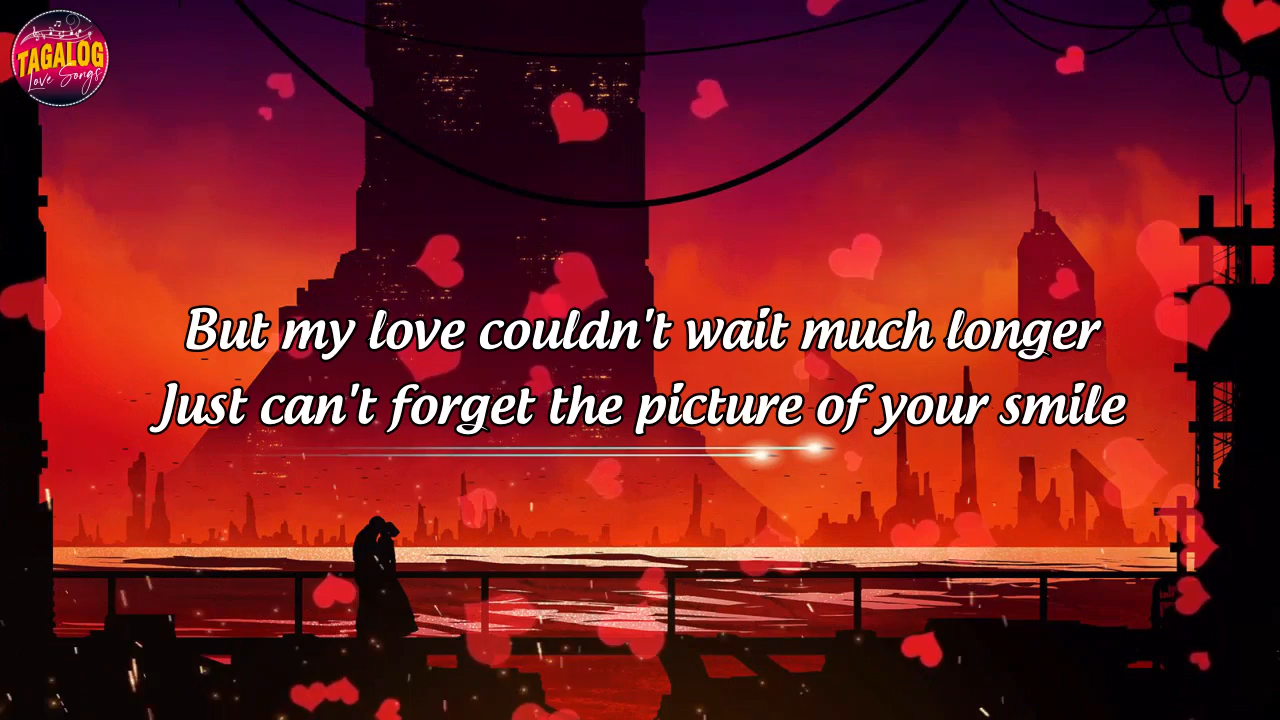 TAGALOG
Love Songs
But my love couldn't wait much longer
Just can't forget the picture of your smile